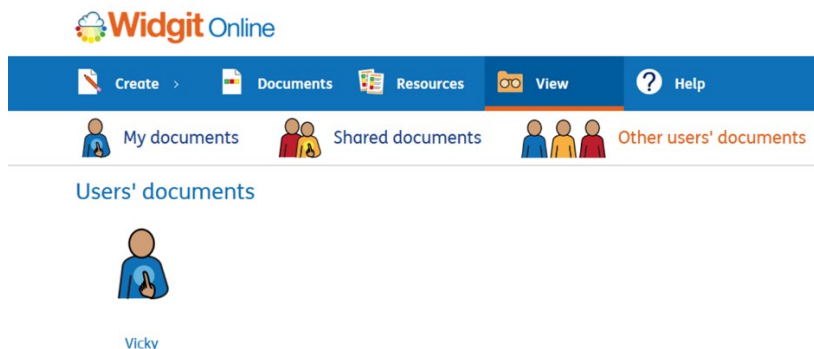 Widgit Online
Create > Documents Resources View ? Help
My documents Shared documents Other users' documents
Users' documents
Vicky